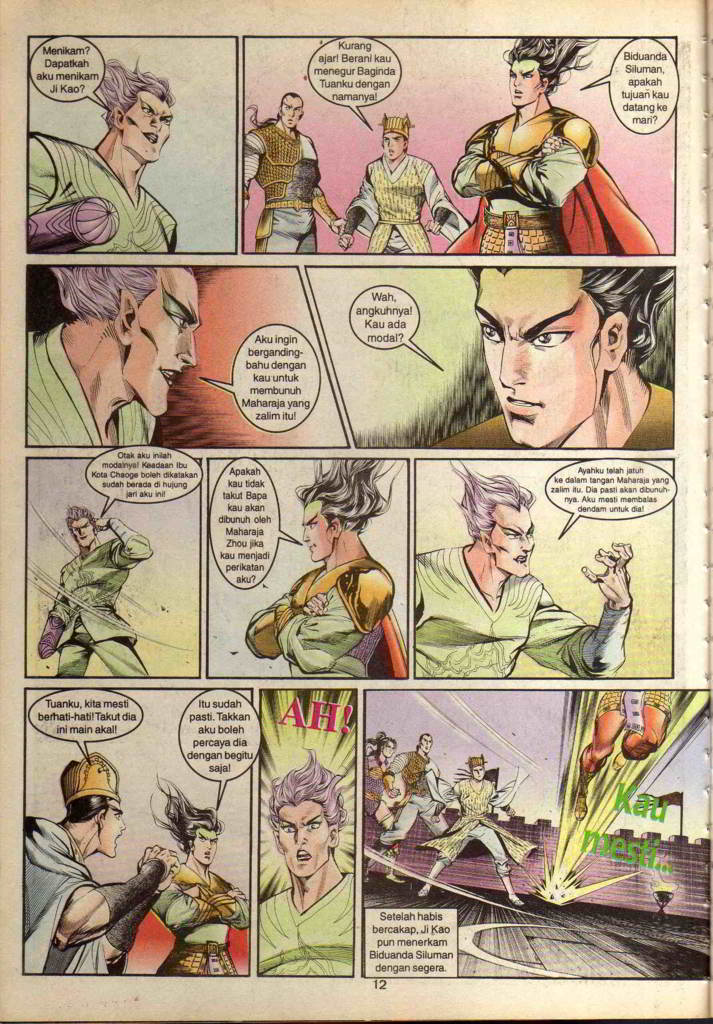 Menikam?
Dapatkah
aku menikam
Ji Kao?
Kurang
ajar! Berani kau
menegur Baginda
Tuanku dengan
namanya!
Biduanda
Siluman,
apakah
tujuan kau
datang ke
mari?
Aku ingin
berganding-
bahu dengan
kau untuk
membunuh
Maharaja yang
zalim itu!
Wah,
angkuhnya!
Kau ada
modal?
Otak aku inilah
modalnya! Keadaan Ibu
Kota Chaoge boleh dikatakan
sudah berada di hujung
jari aku ini!
Apakah
kau tidak
takut Bapa
kau akan
dibunuh oleh
Maharaja
Zhou jika
kau menjadi
perikatan
aku?
Ayahku telah jatuh
ke dalam tangan Maharaja yang
zalim itu. Dia pasti akan dibunuh-
nya. Aku mesti membalas
dendam untuk dia!
Tuanku, kita mesti
berhati-hati! Takut dia
ini main akal!
Itu sudah
pasti. Takkan
aku boleh
percaya dia
dengan begitu
saja!
AH!
Kau
mesti...
Setelah habis
bercakap, Ji Kao
pun menerkam
Biduanda Siluman
dengan segera.
12